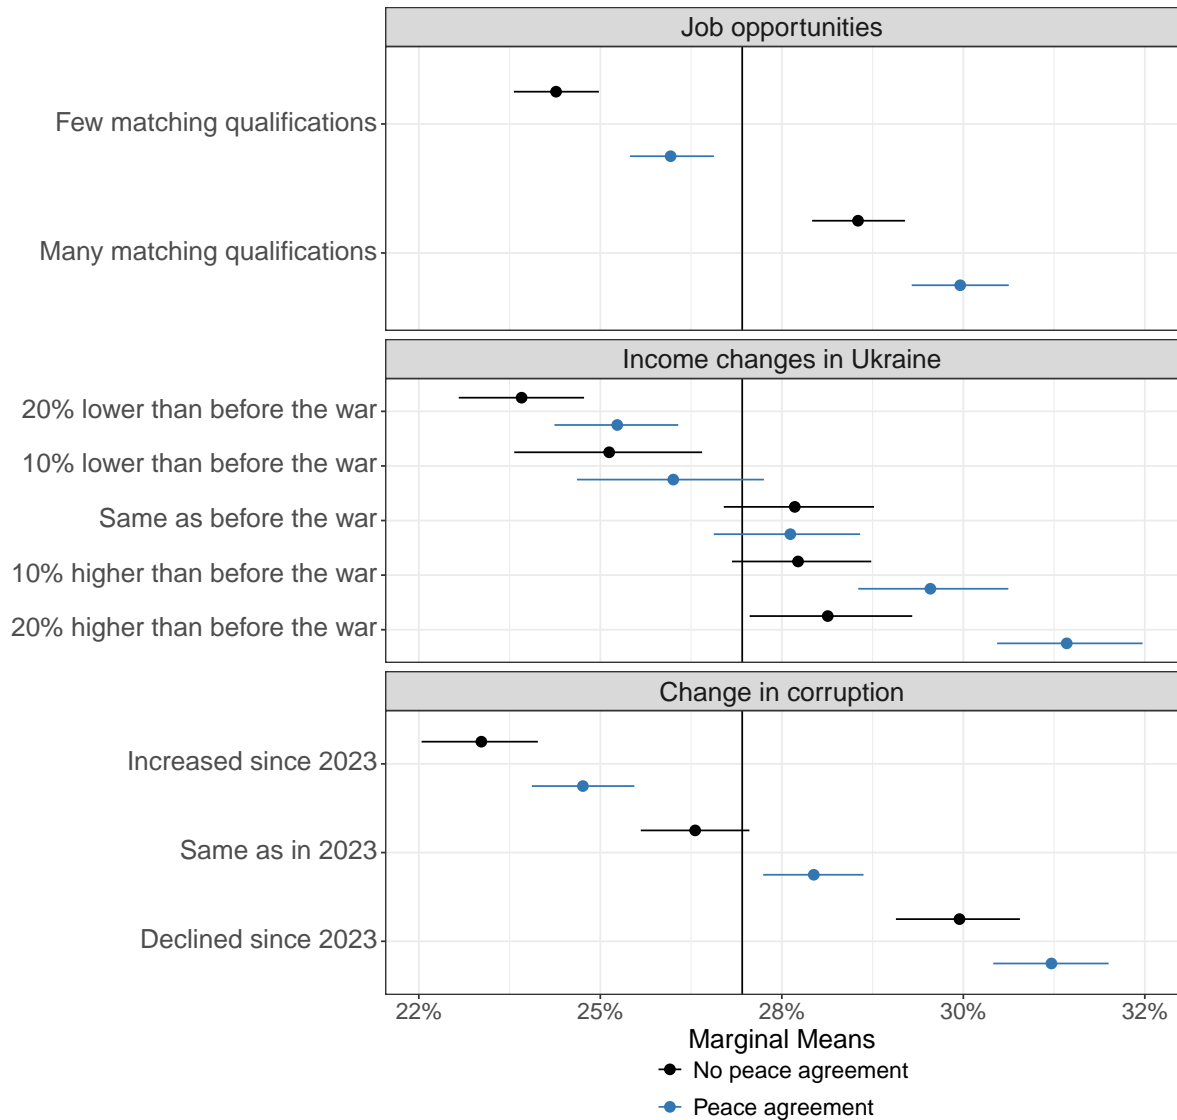 Job opportunities
Few matching qualifications
Many matching qualifications
Income changes in Ukraine
20% lower than before the war
10% lower than before the war
Same as before the war
10% higher than before the war
20% higher than before the war
Change in corruption
Increased since 2023
Same as in 2023
Declined since 2023
22% 25% 28% 30% 32%
Marginal Means
No peace agreement
Peace agreement